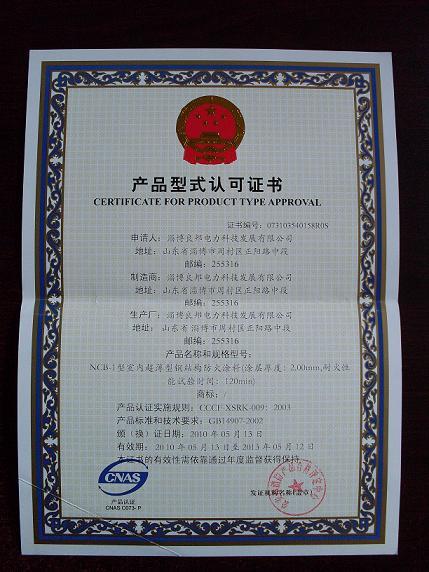 产品型式认可证书
CERTIFICATE FOR PRODUCT TYPE APPROVAL
证书编号：073103540158R0S
申请人：淄博良邦电力科技发展有限公司
地址：山东省淄博市周村区正阳路中段
邮编：255316
制造商：淄博良邦电力科技发展有限公司
地址：山东省淄博市周村区正阳路中段
邮编：255316
生产厂：淄博良邦电力科技发展有限公司
地址：山东省淄博市周村区正阳路中段
邮编：255316
产品名称和规格型号：
NCB-1型室内超薄型钢结构防火涂料(涂层厚度：2.00mm,耐火性
能试验时间：120min)
商标：/
产品认证实施规则：CCCF-XSRK-009：2003
产品标准和技术要求：GB14907-2002
颁（换）证日期：2010年05月13日
有效期：2010年05月13日至2013年05月12日
本证书的有效性需依靠通过年度监督获得保持。
CNAS
产品认证
CNAS C073-P
发证机构名称(盖章)